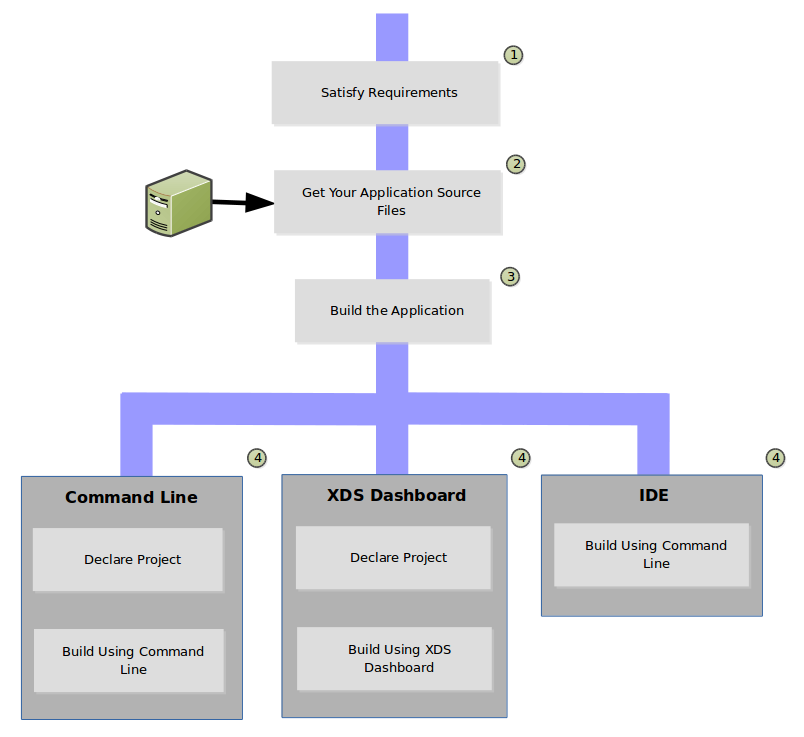 1
Satisfy Requirements
2
Get Your Application Source
Files
3
Build the Application
4
Command Line
Declare Project
Build Using Command
Line
4
XDS Dashboard
Declare Project
Build Using XDS
Dashboard
4
IDE
Build Using Command
Line